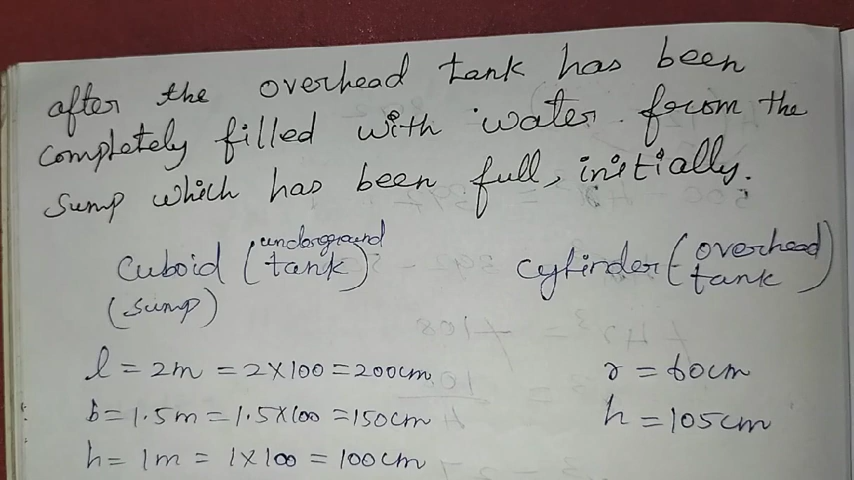 after the overhead tank has been
completely filled with water from the
sump which has been full, initially.
cuboid (underground tank) cylinder (overhead tank)
(sump)
l = 2m = 2×100 = 200cm r = 60cm
b = 1.5m = 1.5×100 = 150cm h = 105cm
h = 1m = 1×100 = 100cm